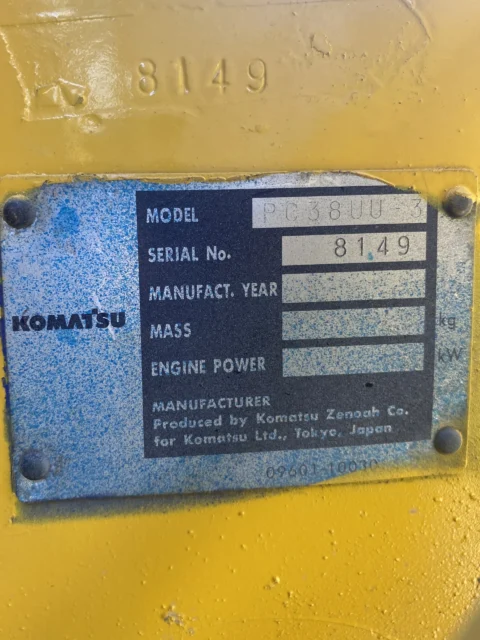 8149
MODEL PC38UU-3
SERIAL No. 8149
MANUFACT. YEAR
KOMATSU
MASS kg
ENGINE POWER kW
MANUFACTURER
Produced by Komatsu Zenoah Co.
for Komatsu Ltd., Tokyo, Japan